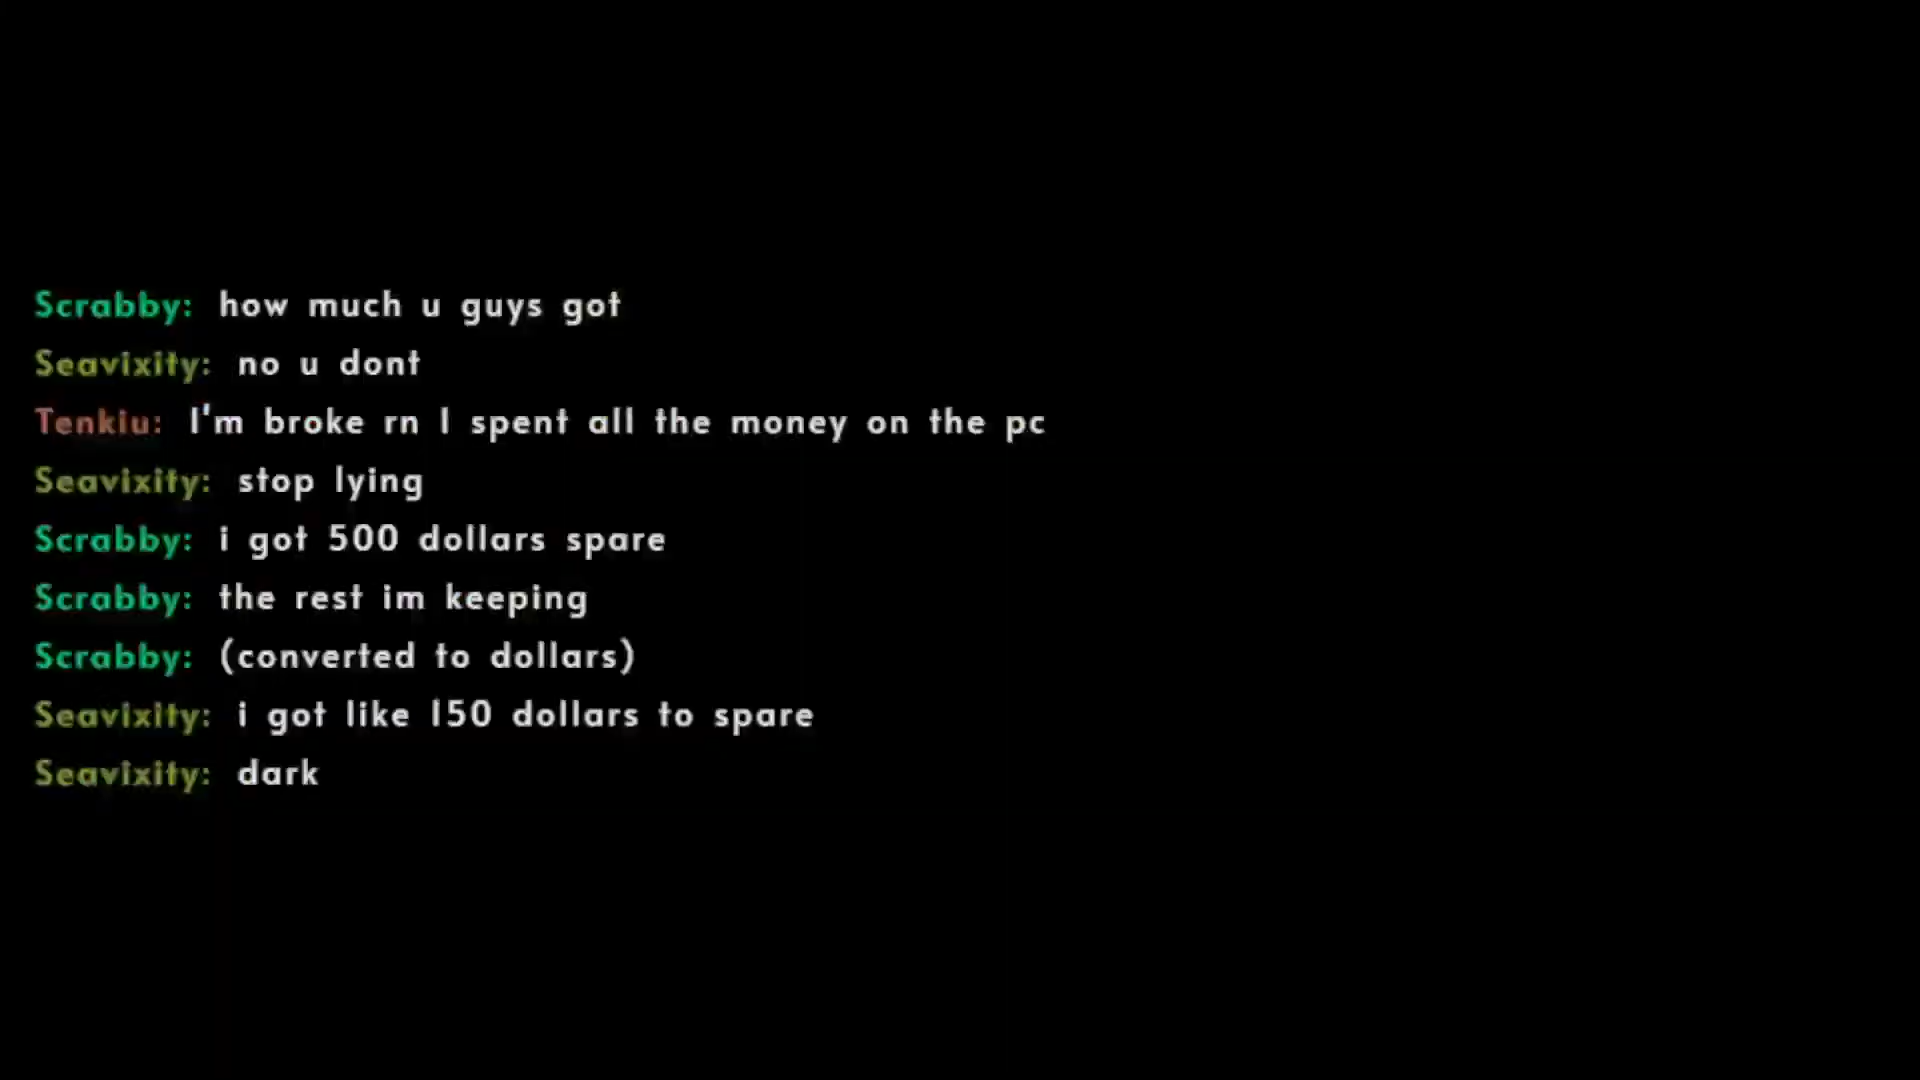 Scrabby: how much u guys got
Seavixity: no u dont
Tenkiu: I'm broke rn I spent all the money on the pc
Seavixity: stop lying
Scrabby: i got 500 dollars spare
Scrabby: the rest im keeping
Scrabby: (converted to dollars)
Seavixity: i got like 150 dollars to spare
Seavixity: dark